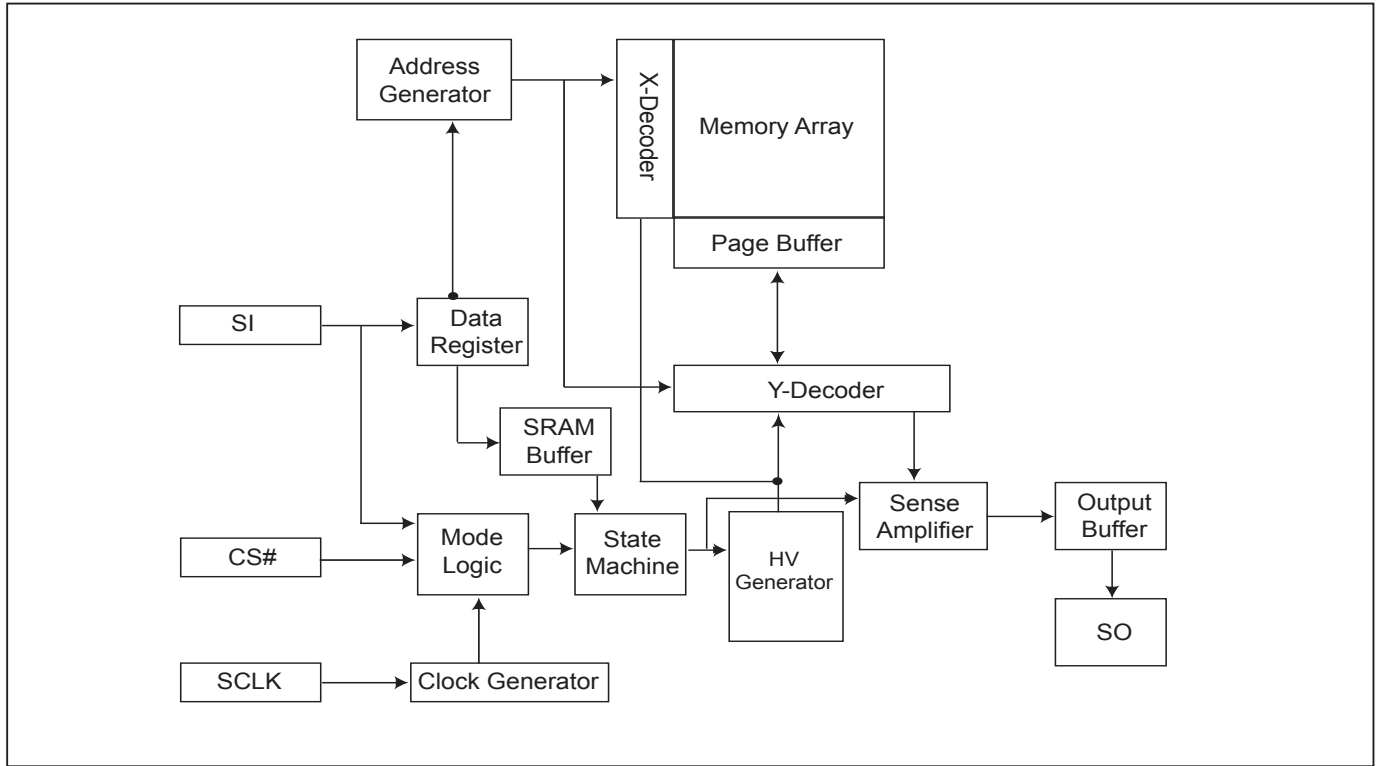 Address
Generator
X-Decoder
Memory Array
Page Buffer
SI
Data
Register
Y-Decoder
SRAM
Buffer
CS#
Mode
Logic
State
Machine
HV
Generator
Sense
Amplifier
Output
Buffer
SO
SCLK
Clock Generator